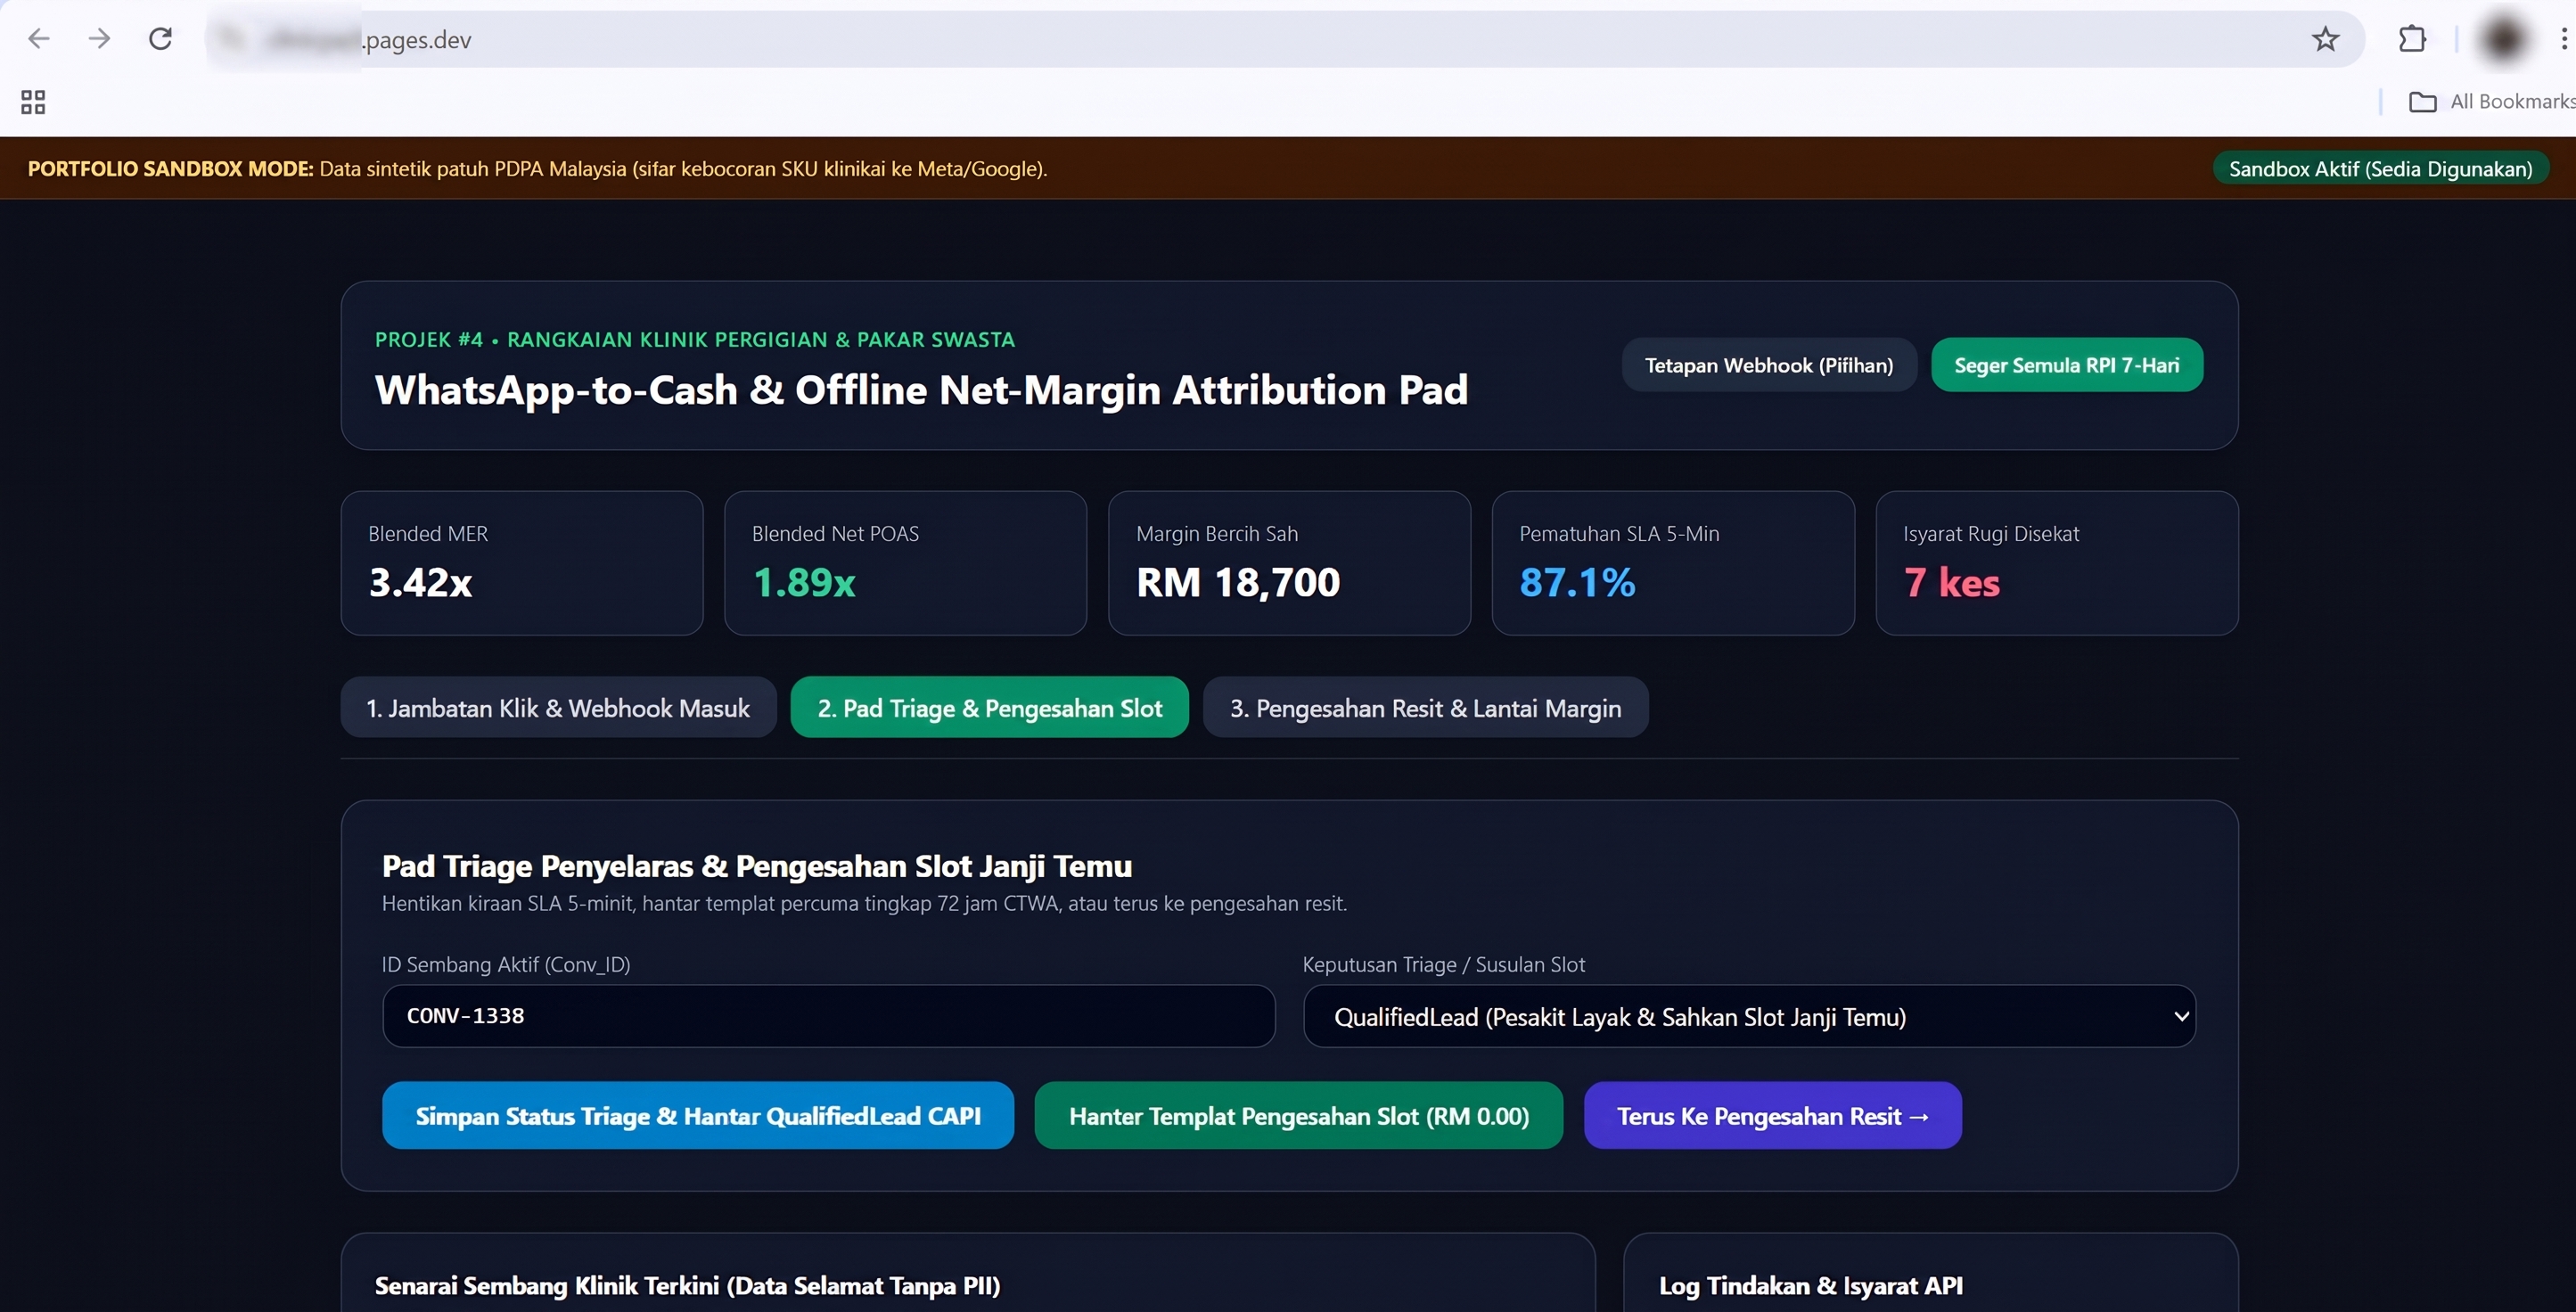 .pages.dev
All Bookmarks
PORTFOLIO SANDBOX MODE: Data sintetik patuh PDPA Malaysia (sifar kebocoran SKU klinikai ke Meta/Google).
Sandbox Aktif (Sedia Digunakan)
PROJEK #4 • RANGKAIAN KLINIK PERGIGIAN & PAKAR SWASTA
WhatsApp-to-Cash & Offline Net-Margin Attribution Pad
Tetapan Webhook (Pifihan)
Seger Semula RPI 7-Hari
Blended MER
3.42x
Blended Net POAS
1.89x
Margin Bercih Sah
RM 18,700
Pematuhan SLA 5-Min
87.1%
Isyarat Rugi Disekat
7 kes
1. Jambatan Klik & Webhook Masuk
2. Pad Triage & Pengesahan Slot
3. Pengesahan Resit & Lantai Margin
Pad Triage Penyelaras & Pengesahan Slot Janji Temu
Hentikan kiraan SLA 5-minit, hantar templat percuma tingkap 72 jam CTWA, atau terus ke pengesahan resit.
ID Sembang Aktif (Conv_ID)
CONV-1338
Keputusan Triage / Susulan Slot
QualifiedLead (Pesakit Layak & Sahkan Slot Janji Temu)
Simpan Status Triage & Hantar QualifiedLead CAPI
Hanter Templat Pengesahan Slot (RM 0.00)
Terus Ke Pengesahan Resit →
Senarai Sembang Klinik Terkini (Data Selamat Tanpa PII)
Log Tindakan & Isyarat API